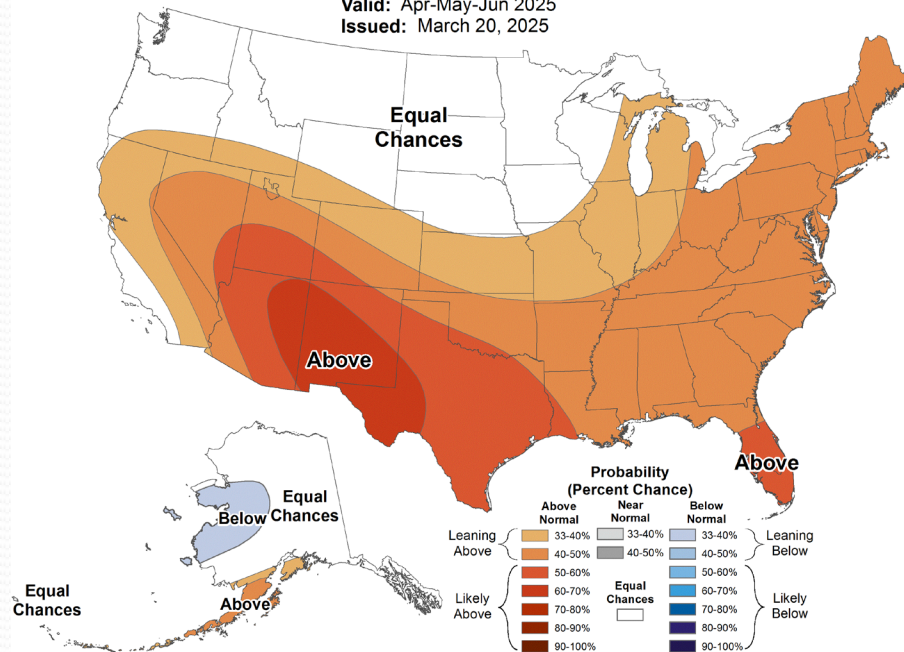 Valid: Apr-May-Jun 2025
Issued: March 20, 2025
Equal
Chances
Above
Above
Below
Equal
Chances
Above
Equal
Chances
Probability
(Percent Chance)
Above
Normal
Near
Normal
Below
Normal
Leaning
Above
33-40%
40-50%
33-40%
40-50%
33-40%
40-50%
Leaning
Below
Likely
Above
50-60%
60-70%
70-80%
80-90%
90-100%
Equal
Chances
50-60%
60-70%
70-80%
80-90%
90-100%
Likely
Below